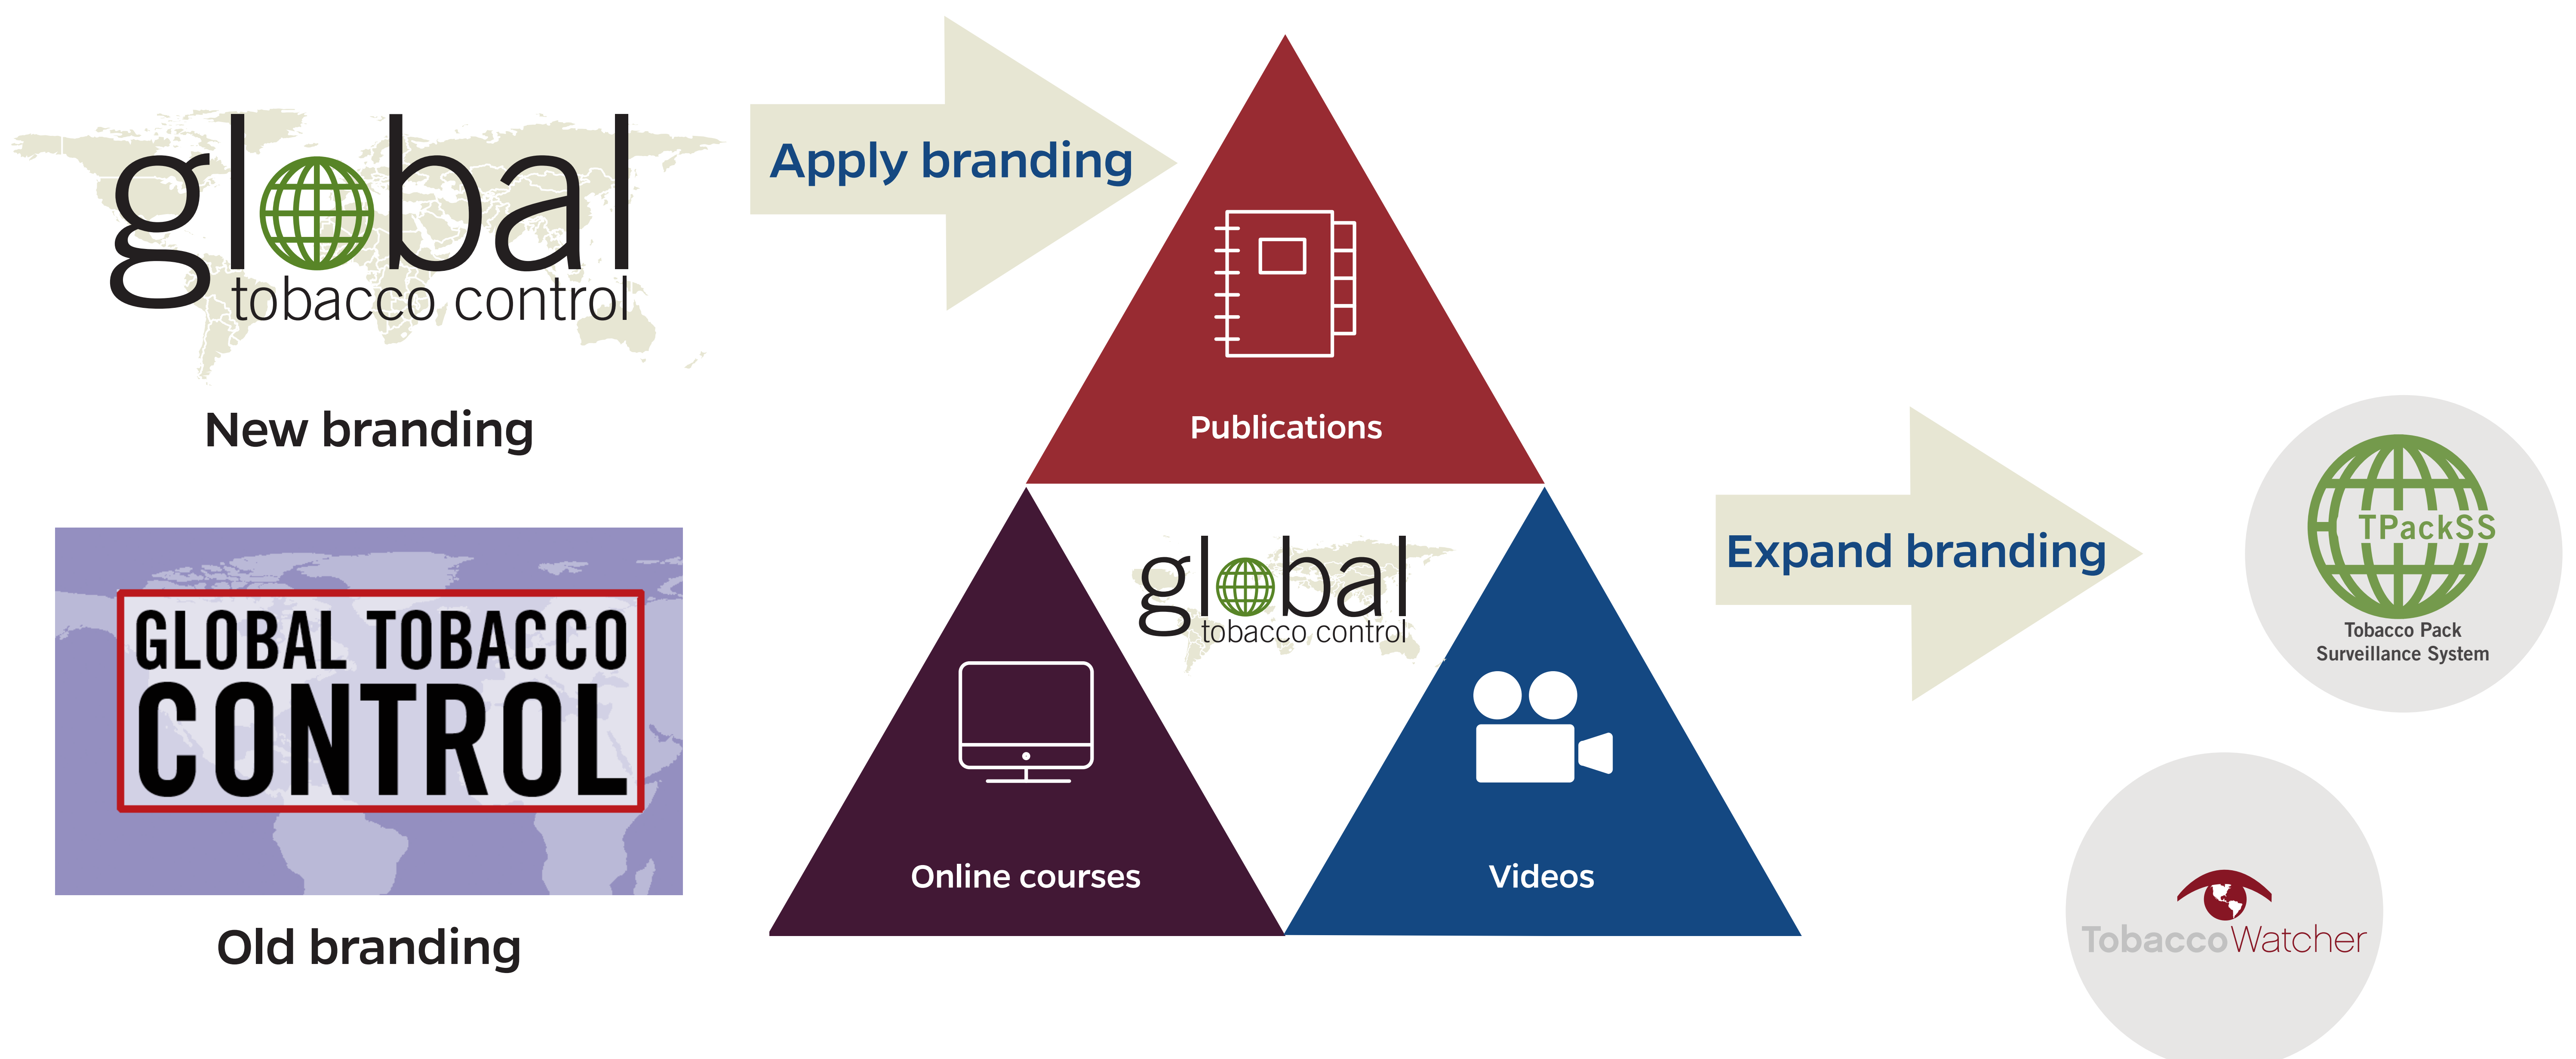 global
tobacco control
New branding
GLOBAL TOBACCO
CONTROL
Old branding
Apply branding
Publications
global
tobacco control
Online courses
Videos
Expand branding
TPackSS
Tobacco Pack
Surveillance System
TobaccoWatcher